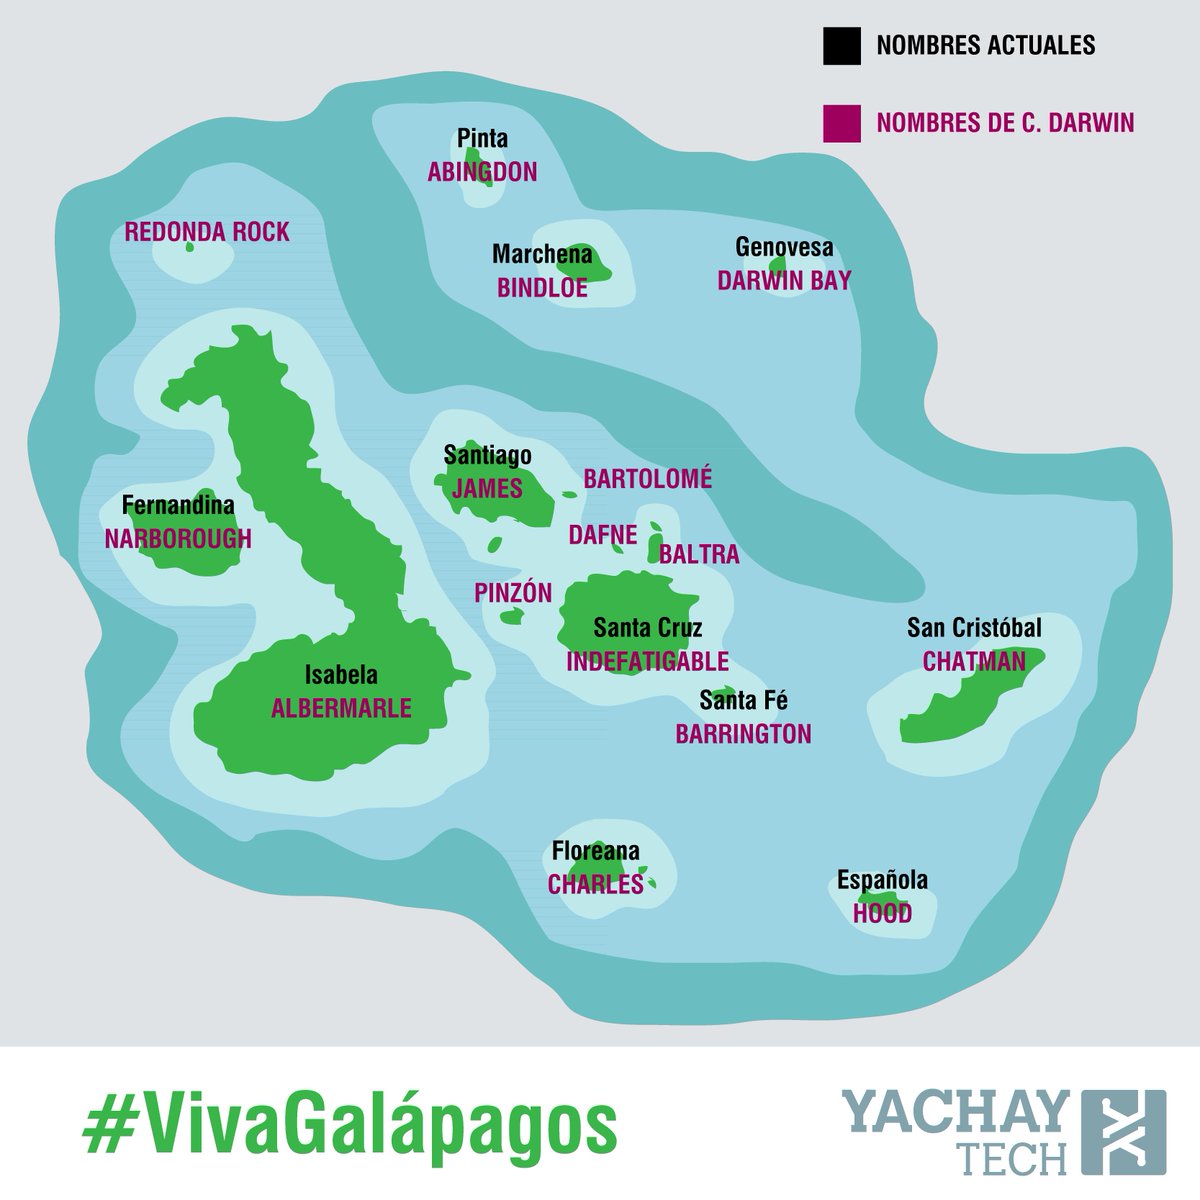 NOMBRES ACTUALES
NOMBRES DE C. DARWIN
Pinta
ABINGDON
REDONDA ROCK
Marchena
BINDLOE
Genovesa
DARWIN BAY
Santiago
JAMES
BARTOLOMÉ
Fernandina
NARBOROUGH
DAFNE
BALTRA
PINZÓN
Santa Cruz
INDEFATIGABLE
San Cristóbal
CHATMAN
Isabela
ALBERMARLE
Santa Fé
BARRINGTON
Floreana
CHARLES
Española
HOOD
#VivaGalápagos
YACHAY
TECH